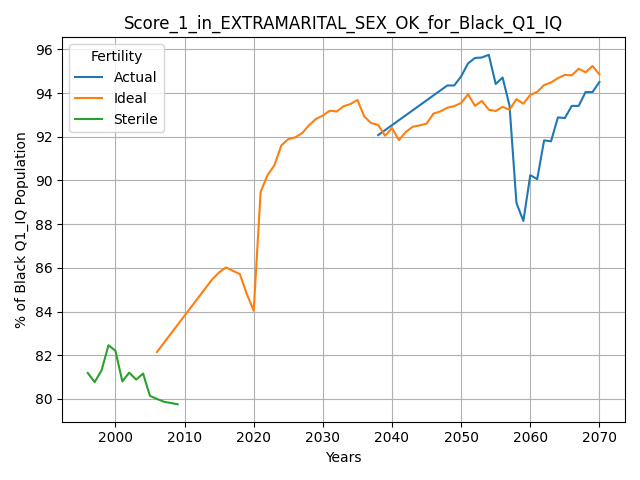 Score_1_in_EXTRAMARITAL_SEX_OK_for_Black_Q1_IQ
Fertility
Actual
Ideal
Sterile
% of Black Q1_IQ Population
96
94
92
90
88
86
84
82
80
2000 2010 2020 2030 2040 2050 2060 2070
Years